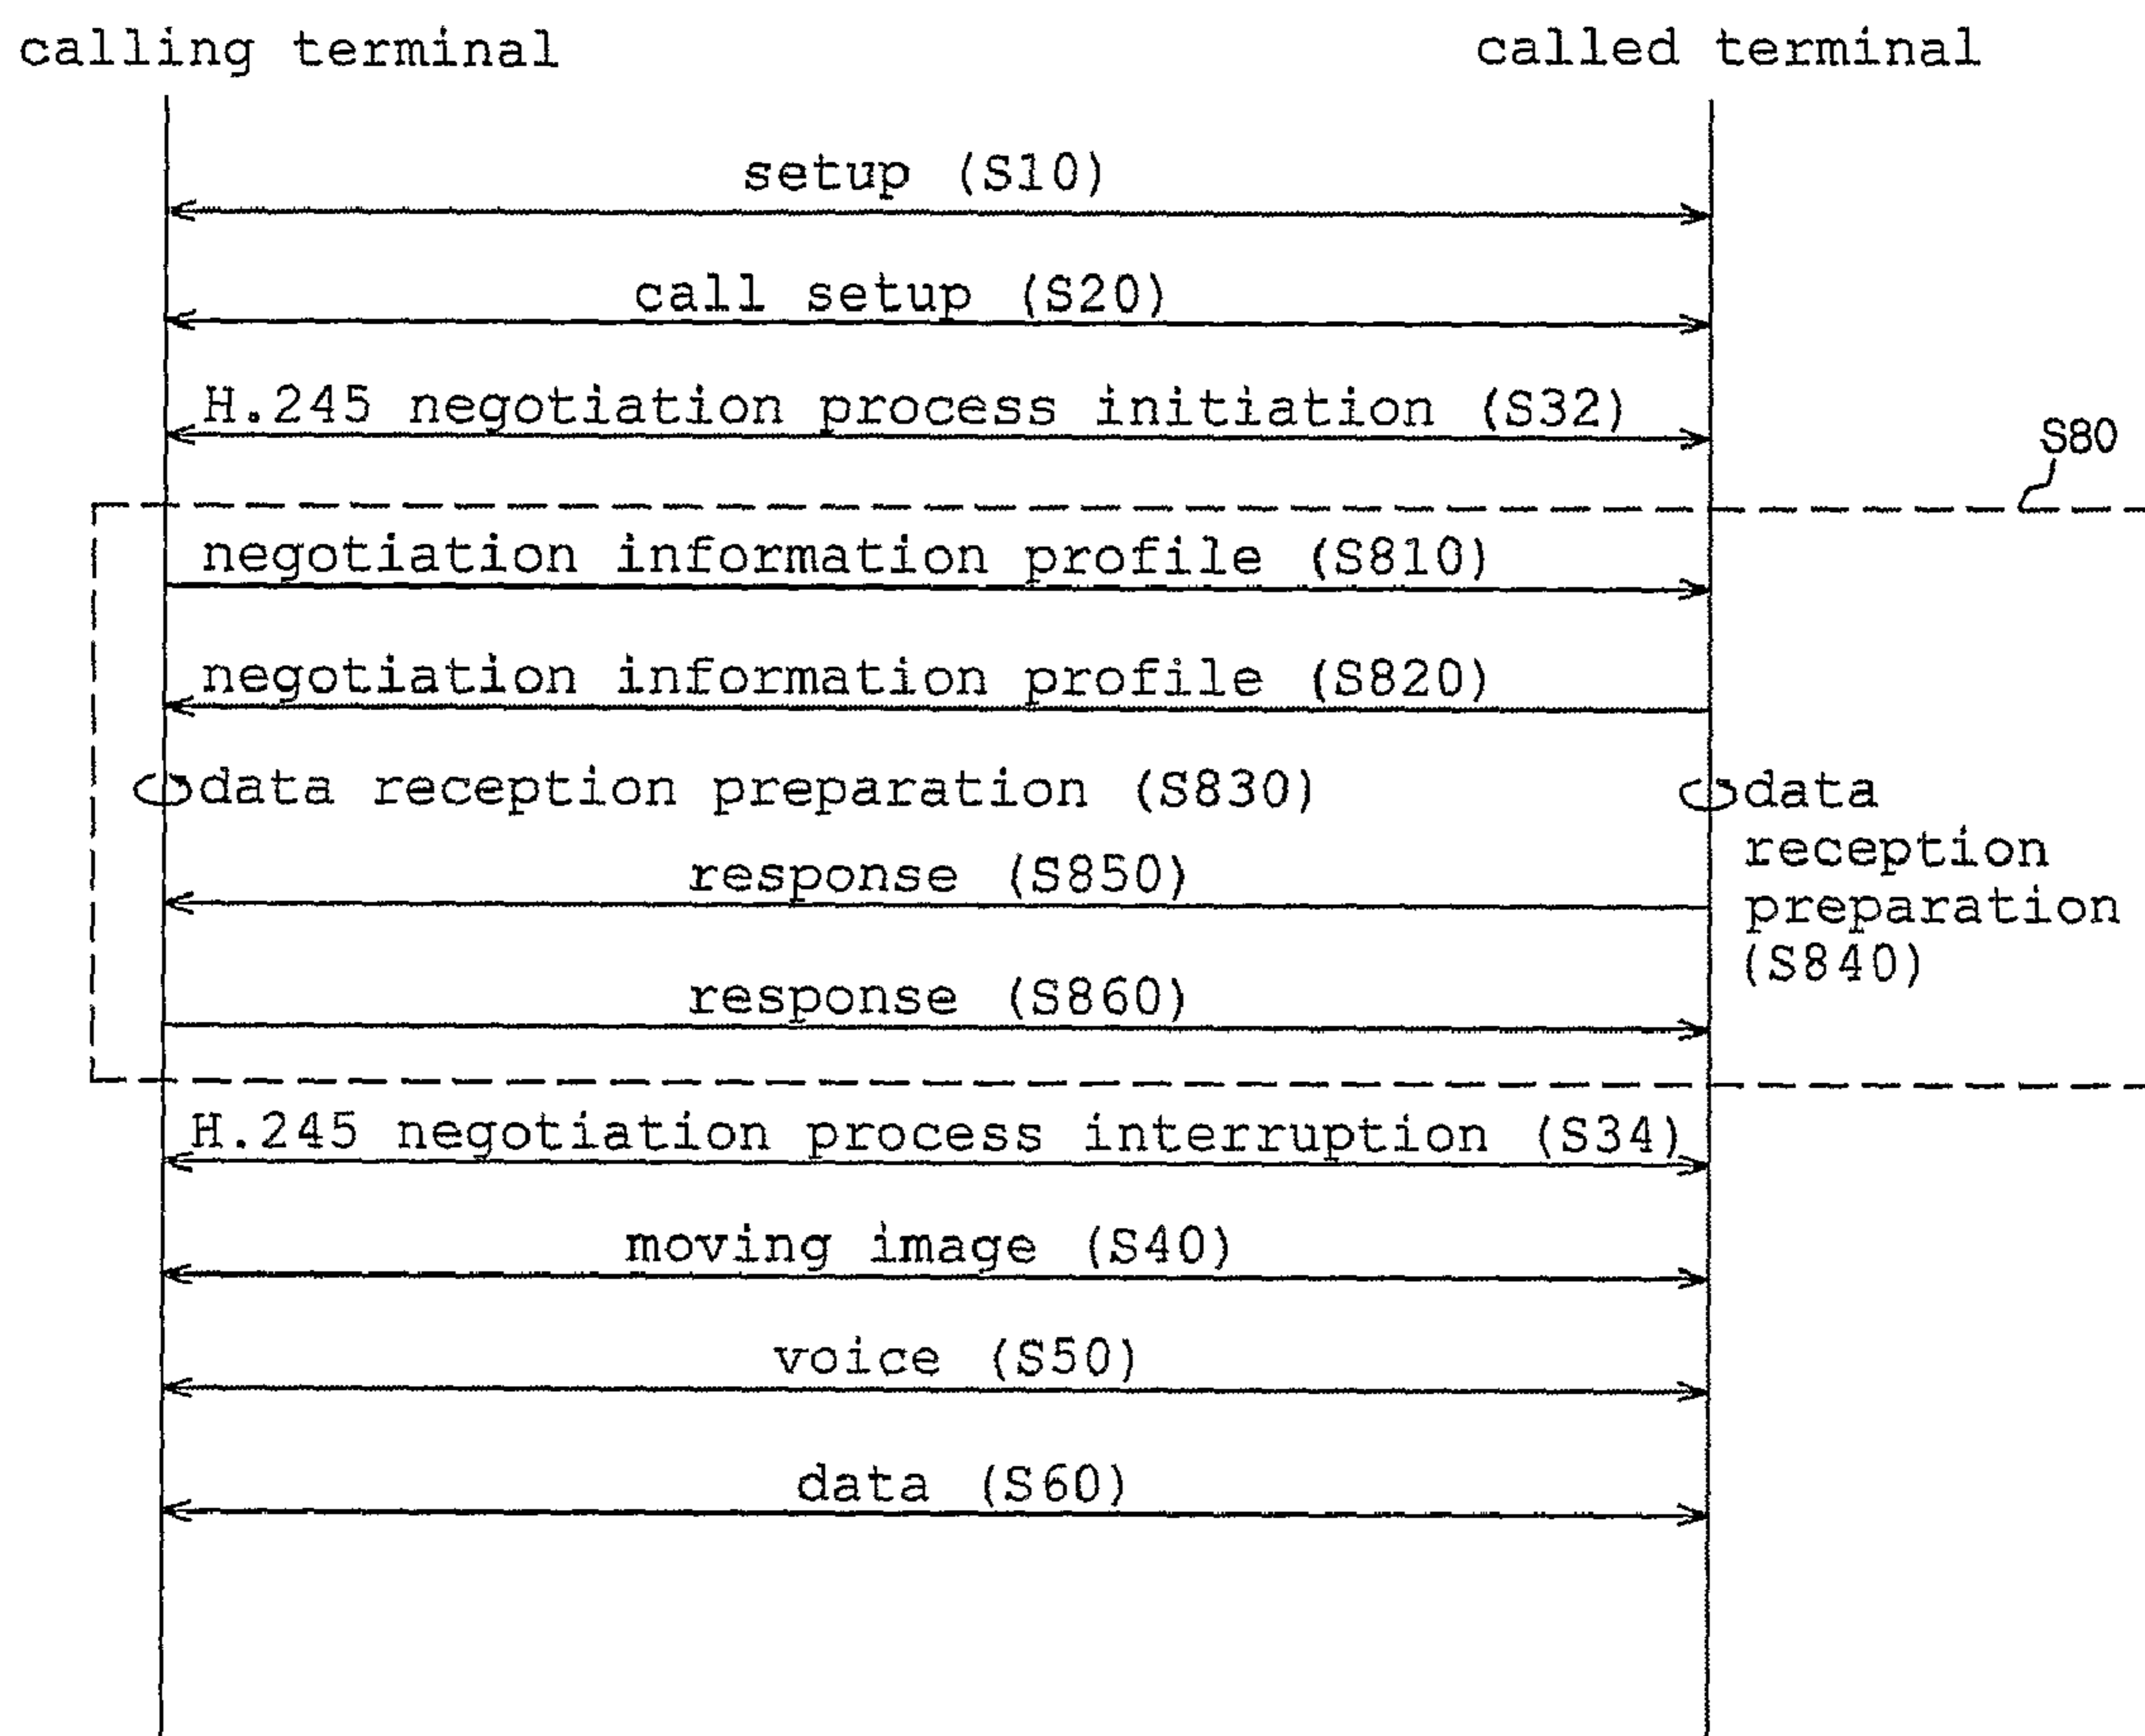 calling terminal
called terminal
setup (S10)
call setup (S20)
H.245 negotiation process initiation (S32)
S80
negotiation information profile (S810)
negotiation information profile (S820)
data reception preparation (S830)
data
reception
preparation
(S840)
response (S850)
response (S860)
H.245 negotiation process interruption (S34)
moving image (S40)
voice (S50)
data (S60)